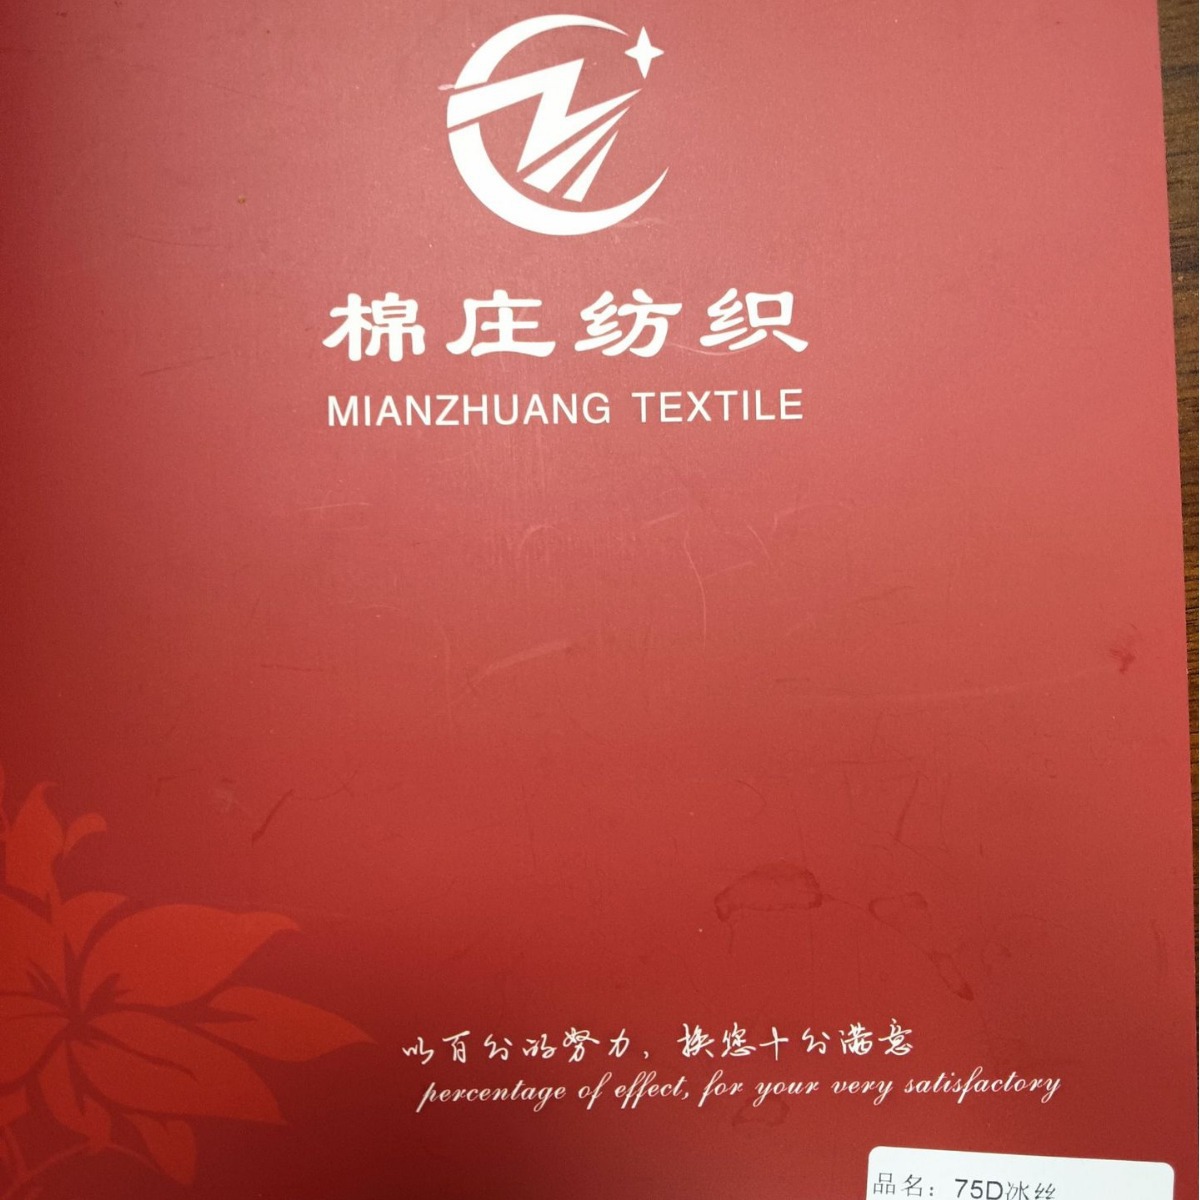 棉庄纺织
MIANZHUANG TEXTILE
以百分的努力，换您十分满意
percentage of effect, for your very satisfactory
品名：75D冰丝